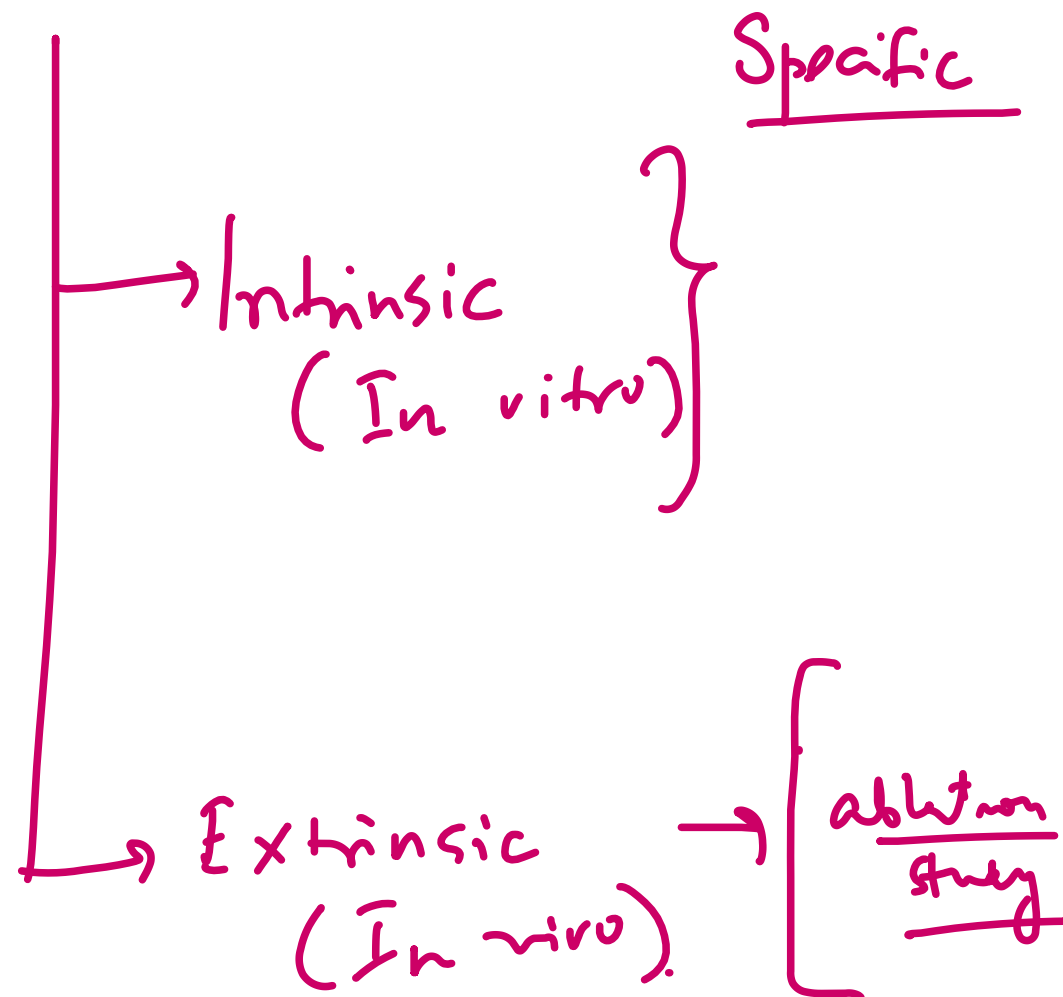 Specific
Intrinsic
(In vitro)
Extrinsic
(In vivo).
ablation
study